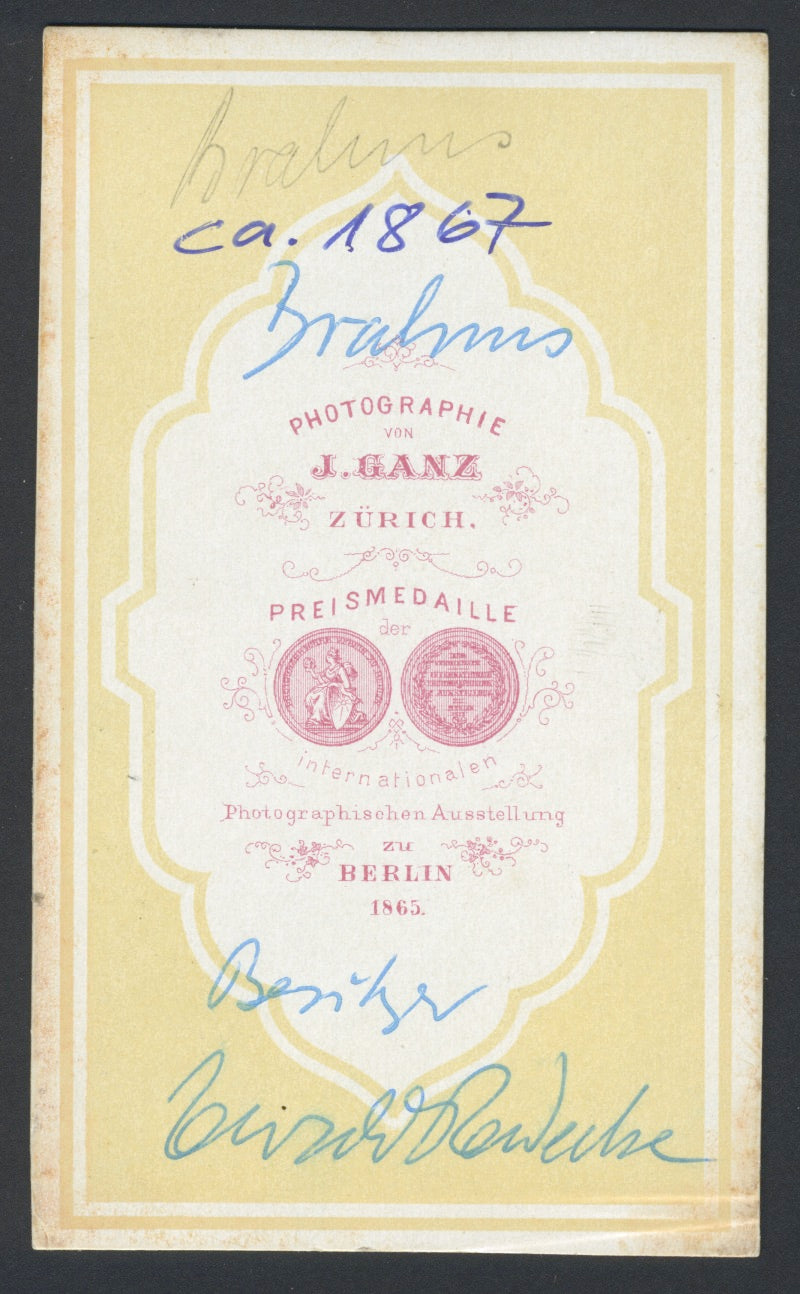 Brahms
ca. 1867
Brahms
PHOTOGRAPHIE
VON
J. GANZ
ZÜRICH.
PREISMEDAILLE
der
internationalen
Photographischen Ausstellung
zu
BERLIN
1865.
Besitzer